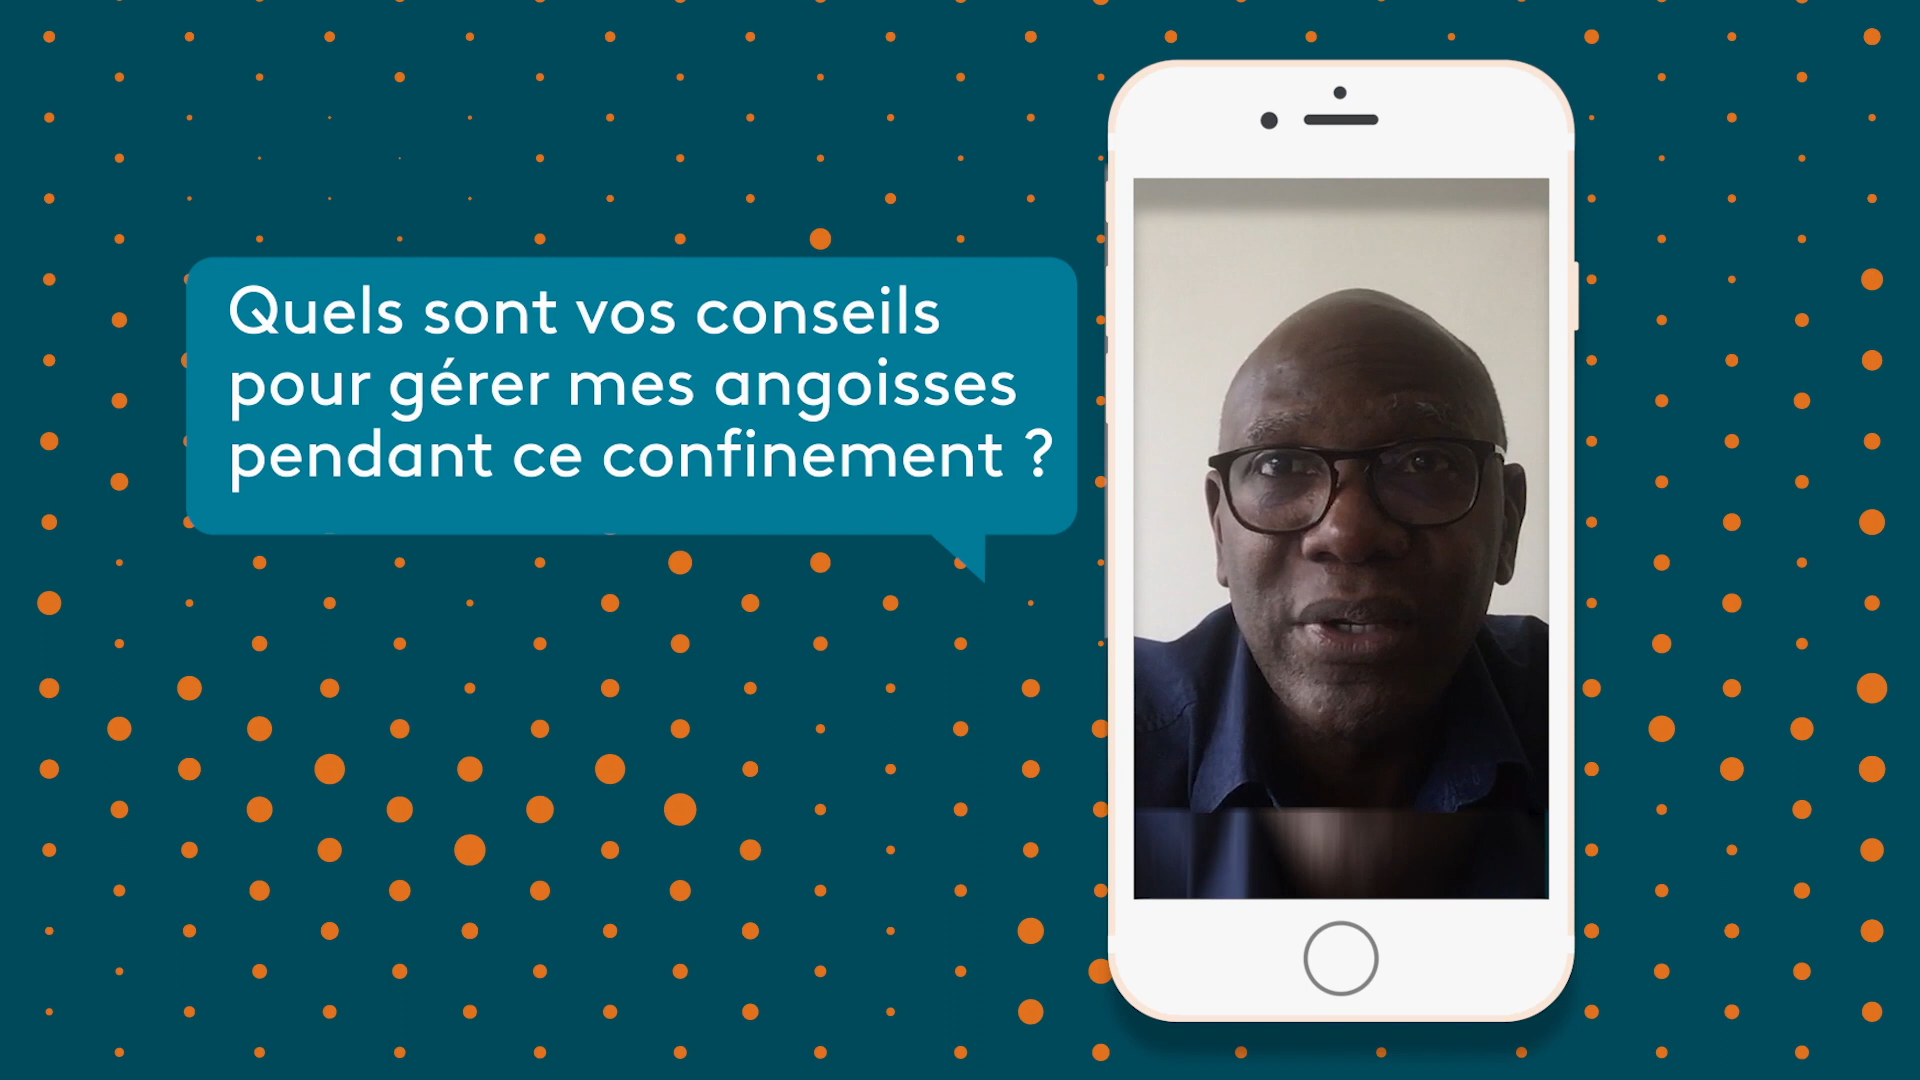 Quels sont vos conseils
pour gérer mes angoisses
pendant ce confinement ?